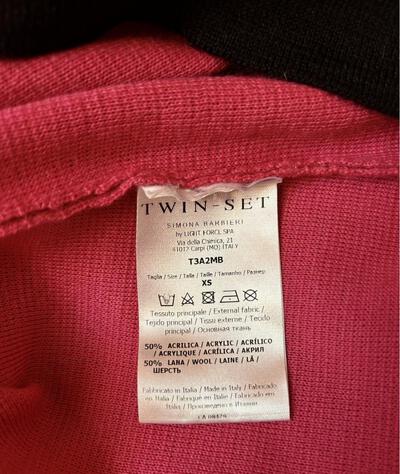 TWIN-SET
SIMONA BARBIERI
by LIGHT FORCE SPA
Via della Chimica, 21
41012 Carpi (MO) ITALY
T3A2MB
Taglia / Size / Talla / Taille / Tamanho / Размер
XS
Tessuto principale / External fabric /
Tejido principal / Tissu externe / Tecido
principal / Основная ткань
50% ACRILICA / ACRYLIC / ACRÍLICO
/ ACRYLIQUE / ACRÍLICA / АКРИЛ
50% LANA / WOOL / LAINE / LÃ /
ШЕРСТЬ
Fabbricato in Italia / Made in Italy / Fabricado
en Italia / Fabriqué en Italie / Fabricado em
Itália / Произведено в Италии